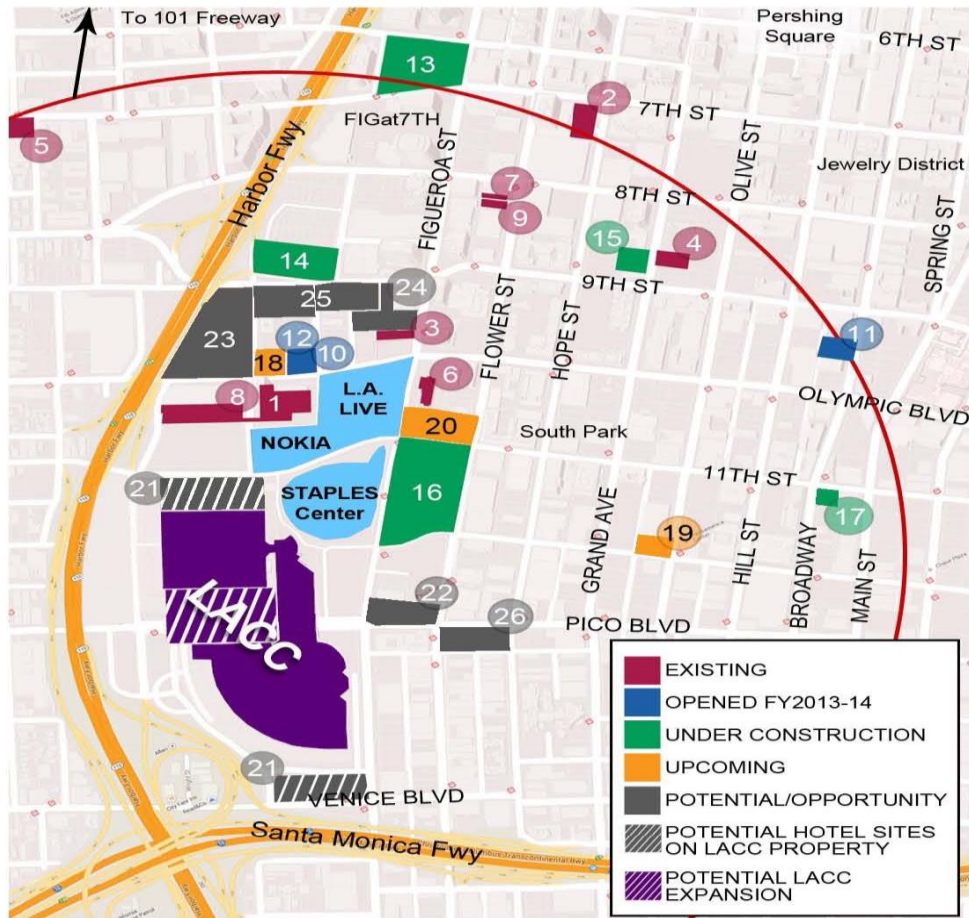 To 101 Freeway
Pershing
Square
6TH ST
13
2
7TH ST
5
FIGat7TH
Harbor Fwy
FIGUEROA ST
OLIVE ST
Jewelry District
7
8TH ST
9
SPRING ST
15
4
14
9TH ST
24
25
FLOWER ST
HOPE ST
23
3
12
11
18
10
6
L.A.
LIVE
8
1
OLYMPIC BLVD
20
NOKIA
South Park
11TH ST
21
STAPLES
Center
16
17
GRAND AVE
19
HILL ST
BROADWAY
MAIN ST
LACC
22
26
PICO BLVD
21
VENICE BLVD
Santa Monica Fwy
EXISTING
OPENED FY2013-14
UNDER CONSTRUCTION
UPCOMING
POTENTIAL/OPPORTUNITY
POTENTIAL HOTEL SITES
ON LACC PROPERTY
POTENTIAL LACC
EXPANSION